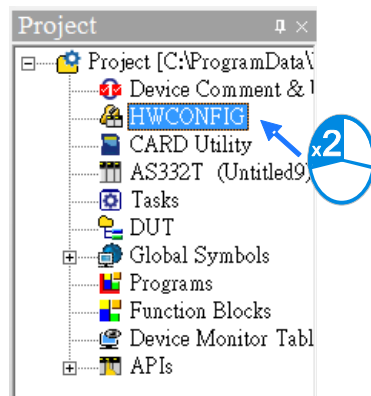 Project
Project [C:\ProgramData\
Device Comment &
HWCONFIG
x2
CARD Utility
AS332T (Untitled9)
Tasks
DUT
Global Symbols
Programs
Function Blocks
Device Monitor Tabl
APIs